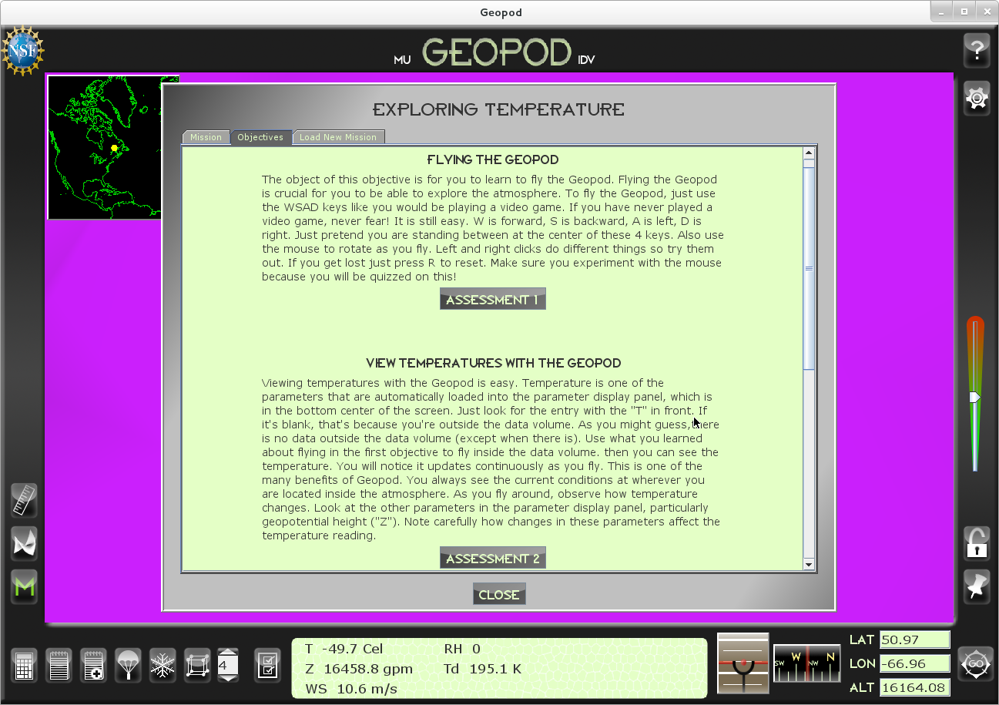 Geopod
NSF
MU GEOPOD IDV
?
EXPLORING TEMPERATURE
Mission Objectives Load New Mission
FLYING THE GEOPOD
The object of this objective is for you to learn to fly the Geopod. Flying the Geopod
is crucial for you to be able to explore the atmosphere. To fly the Geopod, just use
the WSAD keys like you would be playing a video game. If you have never played a
video game, never fear! It is still easy. W is forward, S is backward, A is left, D is
right. Just pretend you are standing between at the center of these 4 keys. Also use
the mouse to rotate as you fly. Left and right clicks do different things so try them
out. If you get lost just press R to reset. Make sure you experiment with the mouse
because you will be quizzed on this!
ASSESSMENT 1
VIEW TEMPERATURES WITH THE GEOPOD
Viewing temperatures with the Geopod is easy. Temperature is one of the
parameters that are automatically loaded into the parameter display panel, which is
in the bottom center of the screen. Just look for the entry with the "T" in front. If
it's blank, that's because you're outside the data volume. As you might guess, there
is no data outside the data volume (except when there is). Use what you learned
about flying in the first objective to fly inside the data volume. then you can see the
temperature. You will notice it updates continuously as you fly. This is one of the
many benefits of Geopod. You always see the current conditions at wherever you
are located inside the atmosphere. As you fly around, observe how temperature
changes. Look at the other parameters in the parameter display panel, particularly
geopotential height ("Z"). Note carefully how changes in these parameters affect the
temperature reading.
ASSESSMENT 2
CLOSE
M
4
T -49.7 Cel RH 0
Z 16458.8 gpm Td 195.1 K
WS 10.6 m/s
SW W NW N
LAT 50.97
LON -66.96
ALT 16164.08
GO